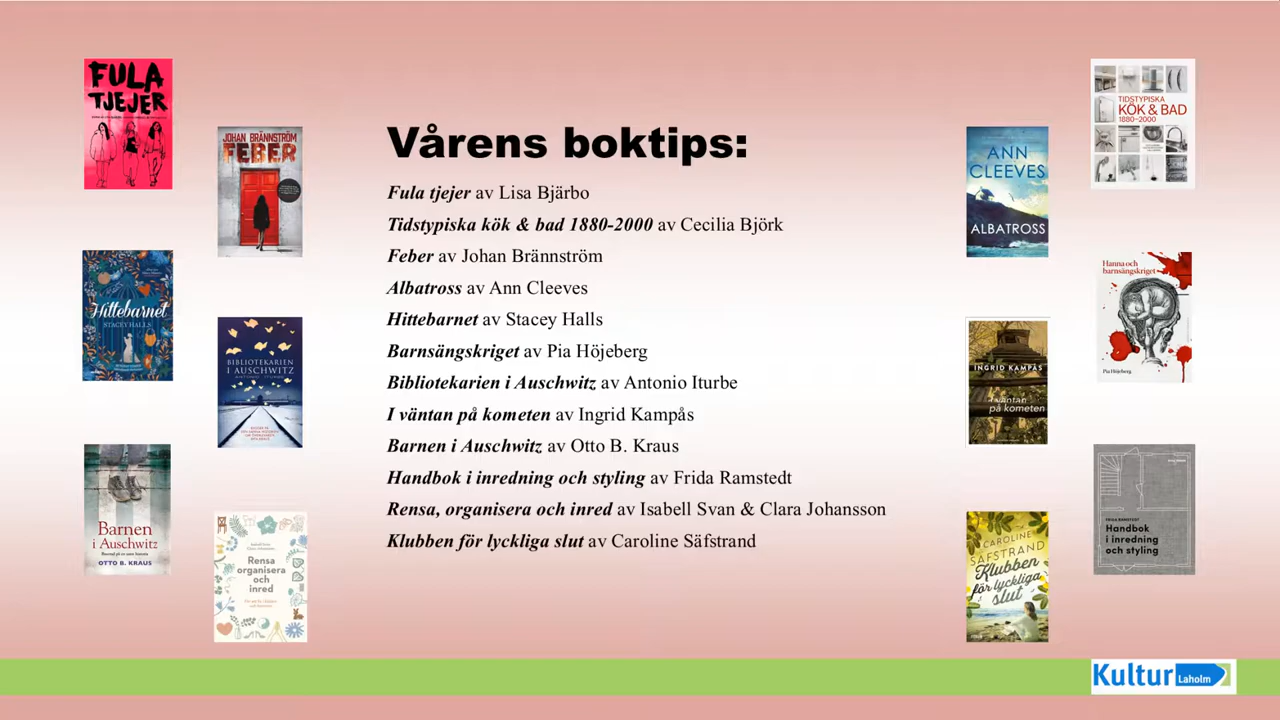 Vårens boktips:
Fula tjejer av Lisa Bjärbo
Tidstypiska kök & bad 1880-2000 av Cecilia Björk
Feber av Johan Brännström
Albatross av Ann Cleeves
Hittebarnet av Stacey Halls
Barnsängskriget av Pia Höjeberg
Bibliotekarien i Auschwitz av Antonio Iturbe
I väntan på kometen av Ingrid Kampås
Barnen i Auschwitz av Otto B. Kraus
Handbok i inredning och styling av Frida Ramstedt
Rensa, organisera och inred av Isabell Svan & Clara Johansson
Klubben för lyckliga slut av Caroline Säfstrand
FULA
TJEJER
JOHAN BRÄNNSTRÖM
FEBER
Hittebarnet
STACEY HALLS
BIBLIOTEKARIEN
I AUSCHWITZ
Barnen
i Auschwitz
OTTO B. KRAUS
Rensa
organisera
och
inred
ANN
CLEEVES
ALBATROSS
TIDSTYPISKA
KÖK & BAD
1880–2000
Hanna och
barnsängskriget
Pia Höjeberg
INGRID KAMPÅS
I väntan
på kometen
FRIDA RAMSTEDT
Handbok
i inredning
och styling
CAROLINE
SÄFSTRAND
Klubben
för lyckliga
slut
Kultur
Laholm